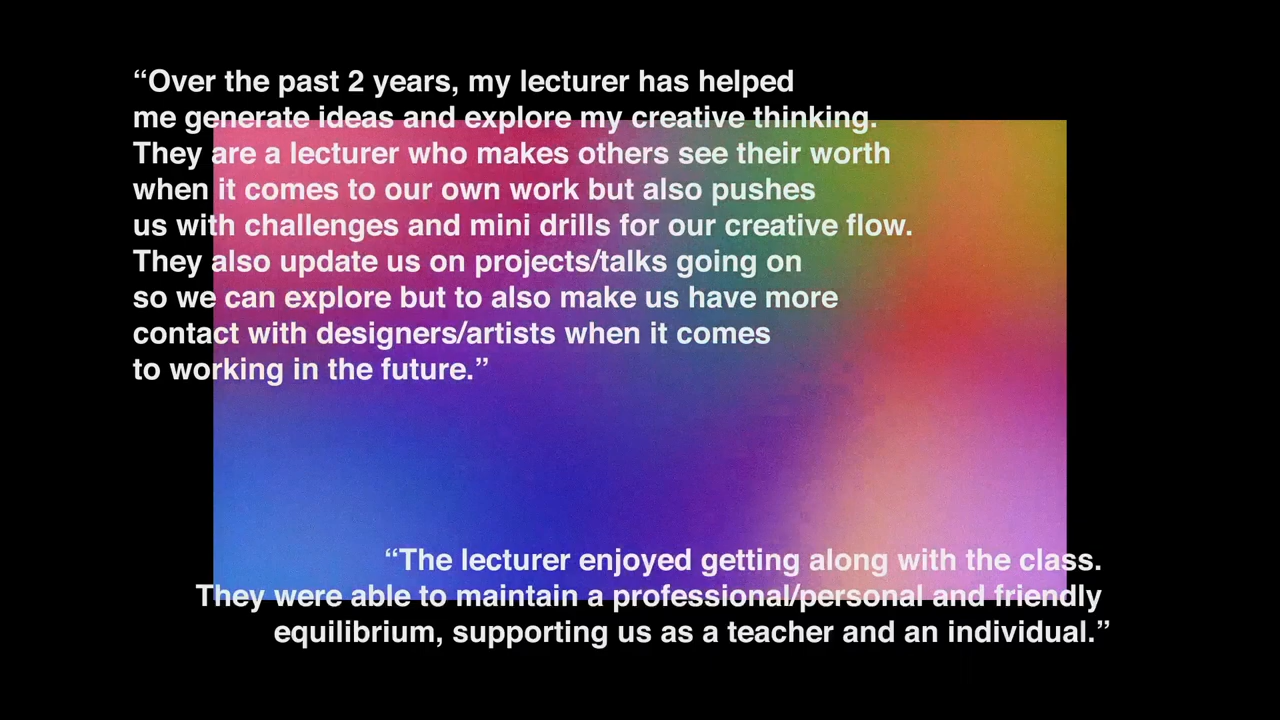 “Over the past 2 years, my lecturer has helped
me generate ideas and explore my creative thinking.
They are a lecturer who makes others see their worth
when it comes to our own work but also pushes
us with challenges and mini drills for our creative flow.
They also update us on projects/talks going on
so we can explore but to also make us have more
contact with designers/artists when it comes
to working in the future.”
“The lecturer enjoyed getting along with the class.
They were able to maintain a professional/personal and friendly
equilibrium, supporting us as a teacher and an individual.”